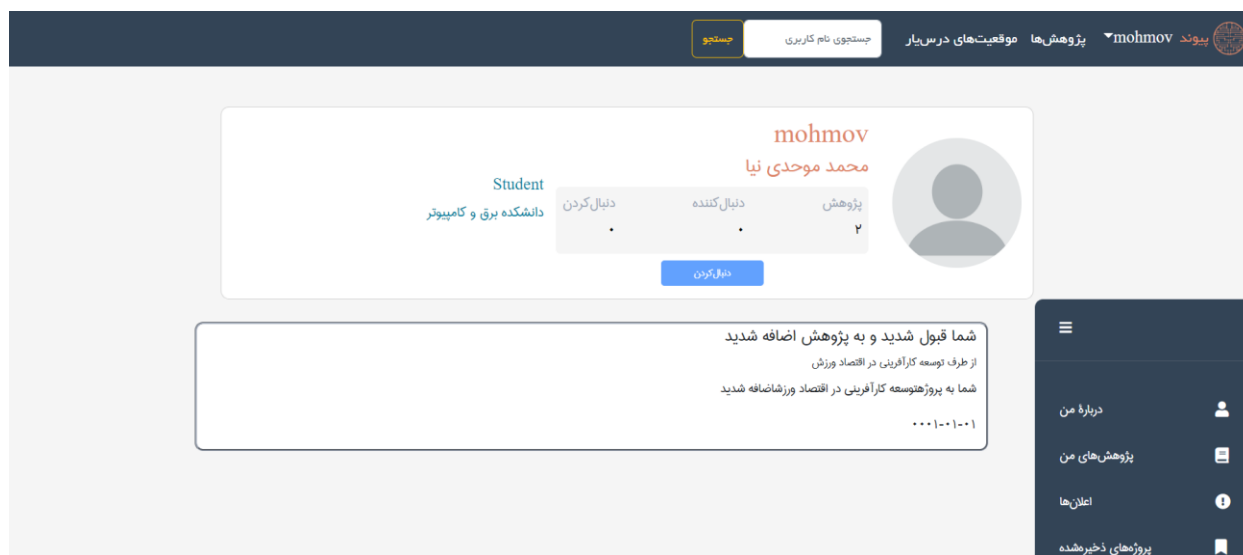 پیوند mohmov پژوهش‌ها موقعیت‌های درس‌یار جستجوی نام کاربری جستجو
mohmov
محمد موحدی نیا
Student
دانشکده برق و کامپیوتر
پژوهش دنبال‌کننده دنبال‌کردن
۲ ۰ ۰
دنبال‌کردن
شما قبول شدید و به پژوهش اضافه شدید
از طرف توسعه کارآفرینی در اقتصاد ورزش
شما به پروژهتوسعه کارآفرینی در اقتصاد ورزشاضافه شدید
۰۰۰۱-۰۱-۰۱
دربارهٔ من
پژوهش‌های من
اعلان‌ها
پروژه‌های ذخیره‌شده